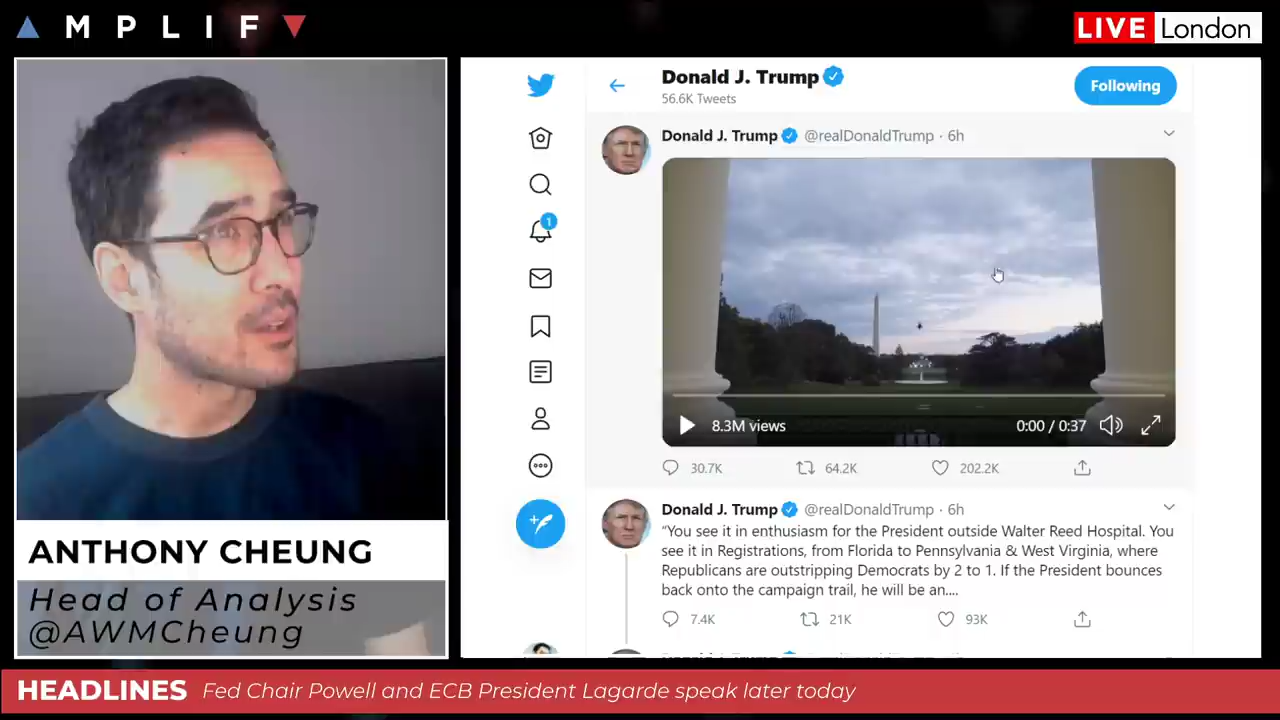 AMPLIFY
LIVE London
Donald J. Trump
56.6K Tweets
Following
Donald J. Trump @realDonaldTrump · 6h
8.3M views
0:00 / 0:37
30.7K 64.2K 202.2K
1
Donald J. Trump @realDonaldTrump · 6h
“You see it in enthusiasm for the President outside Walter Reed Hospital. You
see it in Registrations, from Florida to Pennsylvania & West Virginia, where
Republicans are outstripping Democrats by 2 to 1. If the President bounces
back onto the campaign trail, he will be an....
7.4K 21K 93K
ANTHONY CHEUNG
Head of Analysis
@AWMCheung
HEADLINES Fed Chair Powell and ECB President Lagarde speak later today